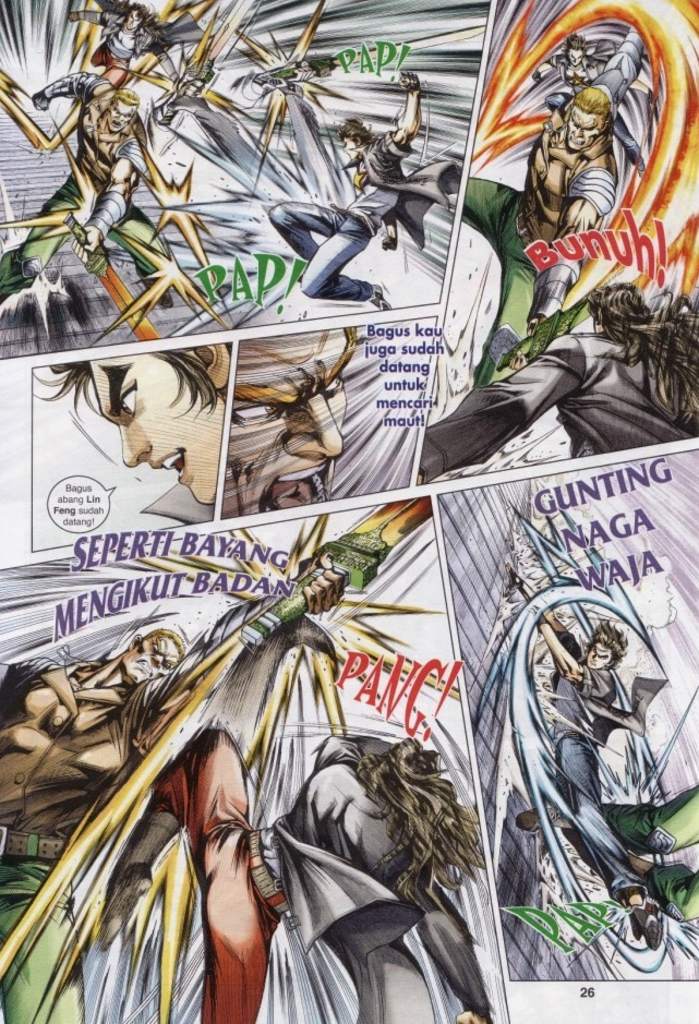 PAP!
PAP!
BUNUH!
Bagus abang Lin Feng sudah datang!
Bagus kau
juga sudah
datang
untuk
mencari
maut!
SEPERTI BAYANG
MENGIKUT BADAN
PANG!
GUNTING
NAGA
WAJA
PAP!
26